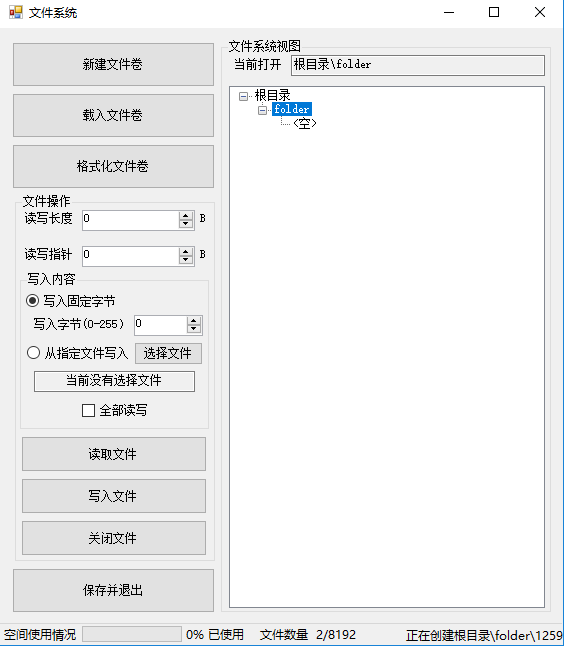 文件系统
新建文件卷
载入文件卷
格式化文件卷
文件操作
读写长度 0 B
读写指针 0 B
写入内容
写入固定字节
写入字节(0-255) 0
从指定文件写入 选择文件
当前没有选择文件
全部读写
读取文件
写入文件
关闭文件
保存并退出
文件系统视图
当前打开 根目录\folder
根目录
folder
<空>
空间使用情况 0% 已使用 文件数量 2/8192 正在创建根目录\folder\1259